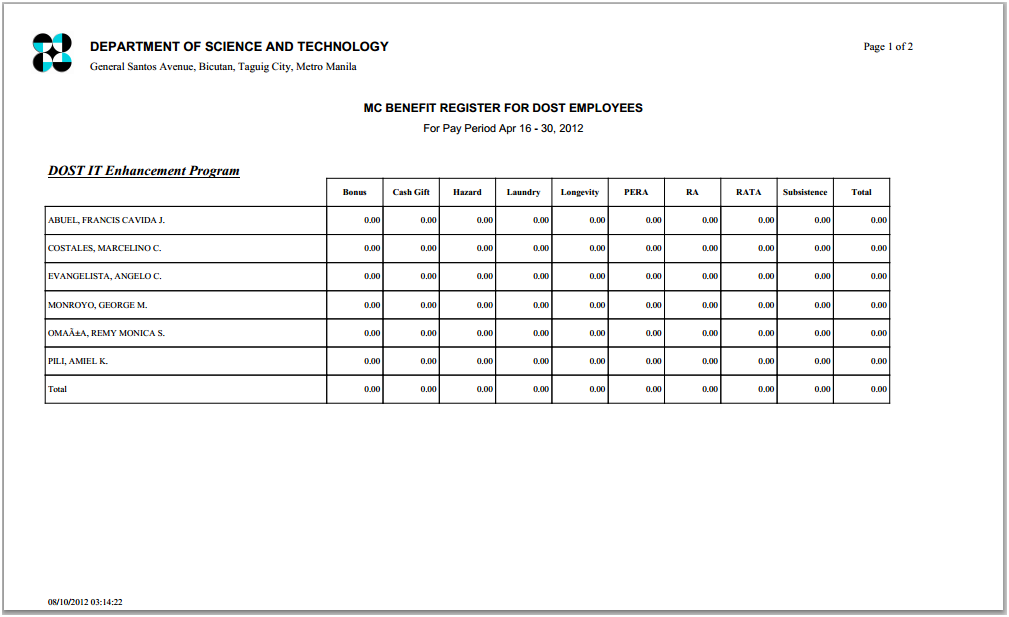 DEPARTMENT OF SCIENCE AND TECHNOLOGY
Page 1 of 2
General Santos Avenue, Bicutan, Taguig City, Metro Manila
MC BENEFIT REGISTER FOR DOST EMPLOYEES
For Pay Period Apr 16 - 30, 2012
DOST IT Enhancement Program
Bonus Cash Gift Hazard Laundry Longevity PERA RA RATA Subsistence Total
ABUEL, FRANCIS CAVIDA J. 0.00 0.00 0.00 0.00 0.00 0.00 0.00 0.00 0.00 0.00
COSTALES, MARCELINO C. 0.00 0.00 0.00 0.00 0.00 0.00 0.00 0.00 0.00 0.00
EVANGELISTA, ANGELO C. 0.00 0.00 0.00 0.00 0.00 0.00 0.00 0.00 0.00 0.00
MONROYO, GEORGE M. 0.00 0.00 0.00 0.00 0.00 0.00 0.00 0.00 0.00 0.00
OMAÃ±A, REMY MONICA S. 0.00 0.00 0.00 0.00 0.00 0.00 0.00 0.00 0.00 0.00
PILI, AMIEL K. 0.00 0.00 0.00 0.00 0.00 0.00 0.00 0.00 0.00 0.00
Total 0.00 0.00 0.00 0.00 0.00 0.00 0.00 0.00 0.00 0.00
08/10/2012 03:14:22